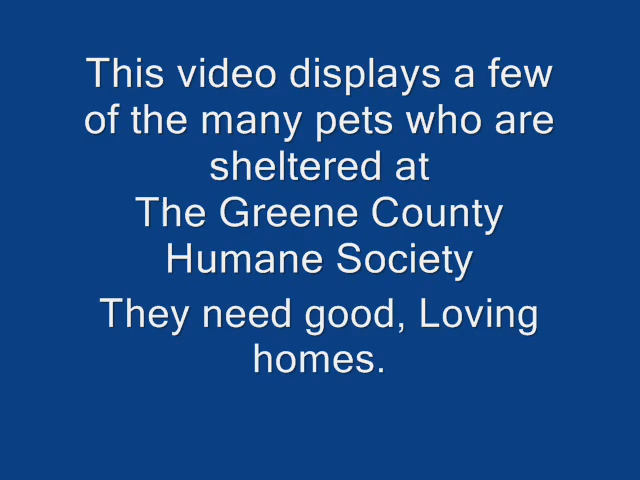 This video displays a few
of the many pets who are
sheltered at
The Greene County
Humane Society
They need good, Loving
homes.